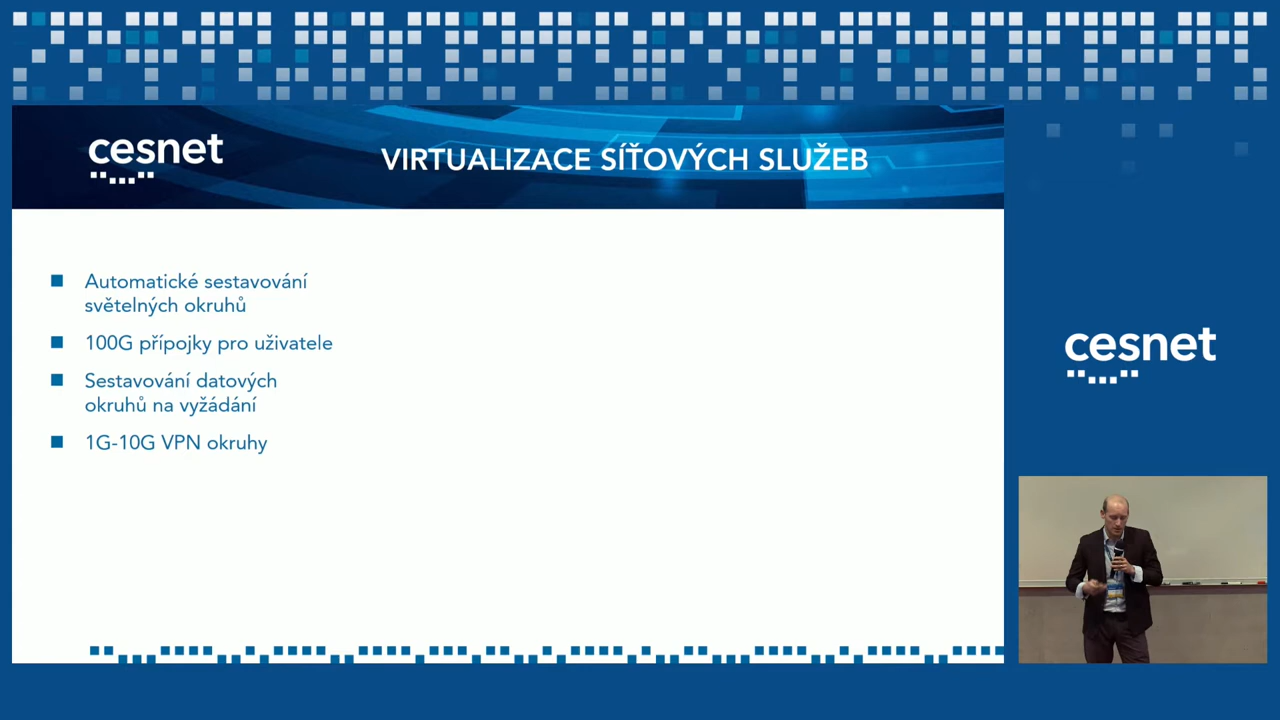 cesnet
VIRTUALIZACE SÍŤOVÝCH SLUŽEB
Automatické sestavování
světelných okruhů
100G přípojky pro uživatele
Sestavování datových
okruhů na vyžádání
1G-10G VPN okruhy
cesnet